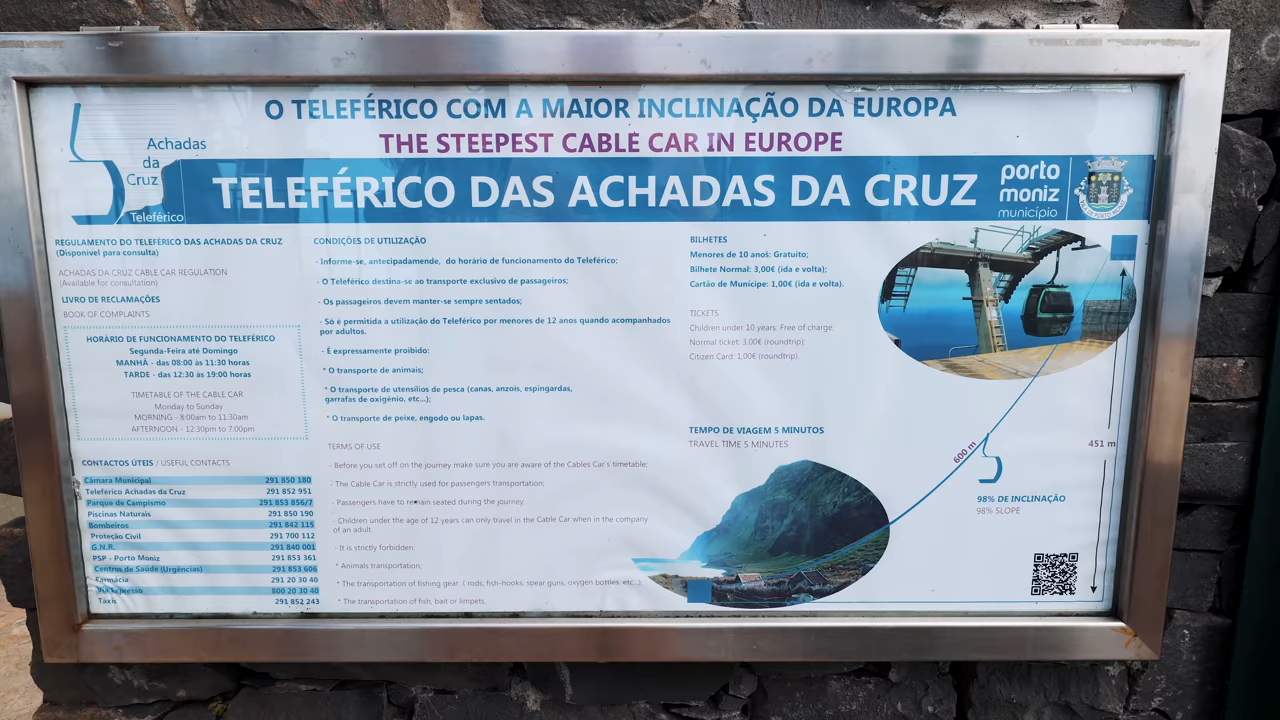 O TELEFÉRICO COM A MAIOR INCLINAÇÃO DA EUROPA
THE STEEPEST CABLE CAR IN EUROPE
Achadas
da
Cruz
Teleférico
TELEFÉRICO DAS ACHADAS DA CRUZ
porto
moniz
município
REGULAMENTO DO TELEFÉRICO DAS ACHADAS DA CRUZ
(Disponível para consulta)
ACHADAS DA CRUZ CABLE CAR REGULATION
(Available for consultation)
LIVRO DE RECLAMAÇÕES
BOOK OF COMPLAINTS
HORÁRIO DE FUNCIONAMENTO DO TELEFÉRICO
Segunda-Feira até Domingo
MANHÃ - das 08:00 às 11:30 horas
TARDE - das 12:30 às 19:00 horas
TIMETABLE OF THE CABLE CAR
Monday to Sunday
MORNING - 8:00am to 11:30am
AFTERNOON - 12:30pm to 7:00pm
CONTACTOS ÚTEIS / USEFUL CONTACTS
Câmara Municipal 291 850 180
Teleférico Achadas da Cruz 291 852 951
Parque de Campismo 291 853 856/7
Piscinas Naturais 291 850 190
Bombeiros 291 842 115
Proteção Civil 291 700 112
G.N.R. 291 840 001
PSP - Porto Moniz 291 853 361
Centros de Saúde (Urgências) 291 853 606
Farmácia 291 20 30 40
Via Expresso 800 20 30 40
Táxis 291 852 243
CONDIÇÕES DE UTILIZAÇÃO
- Informe-se, antecipadamende, do horário de funcionamento do Teleférico;
- O Teleférico destina-se ao transporte exclusivo de passageiros;
- Os passageiros devem manter-se sempre sentados;
- Só é permitida a utilização do Teleférico por menores de 12 anos quando acompanhados
por adultos.
- É expressamente proibido:
* O transporte de animais;
* O transporte de utensílios de pesca (canas, anzois, espingardas,
garrafas de oxigénio, etc...);
* O transporte de peixe, engodo ou lapas.
TERMS OF USE
- Before you set off on the journey make sure you are aware of the Cables Car's timetable;
- The Cable Car is strictly used for passengers transportation;
- Passengers have to remain seated during the journey;
- Children under the age of 12 years can only travel in the Cable Car when in the company
of an adult.
- It is strictly forbidden:
* Animals transportation;
* The transportation of fishing gear. ( rods, fish-hooks, spear guns, oxygen bottles, etc...);
* The transportation of fish, bait or limpets.
BILHETES
Menores de 10 anos: Gratuito;
Bilhete Normal: 3,00€ (ida e volta);
Cartão de Munícipe: 1,00€ (ida e volta).
TICKETS
Children under 10 years: Free of charge;
Normal ticket: 3,00€ (roundtrip);
Citizen Card: 1,00€ (roundtrip).
TEMPO DE VIAGEM 5 MINUTOS
TRAVEL TIME 5 MINUTES
600 m
451 m
98% DE INCLINAÇÃO
98% SLOPE